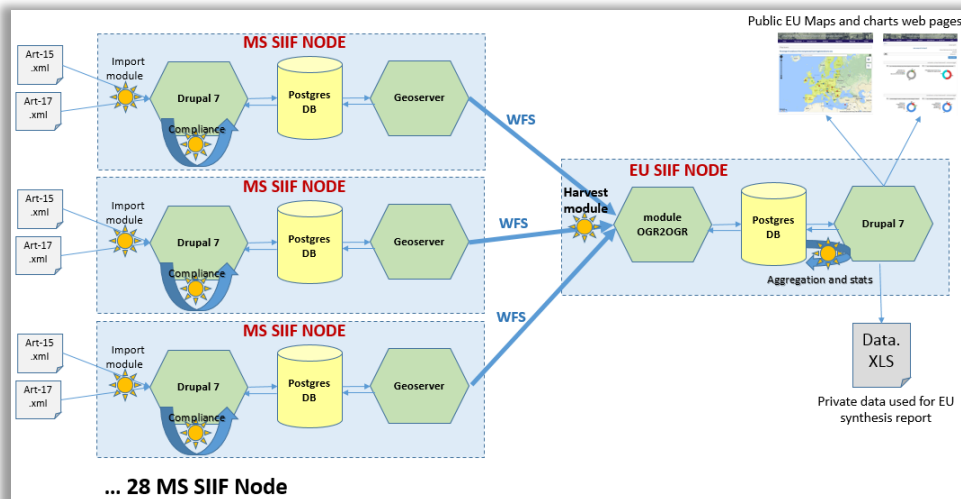 Public EU Maps and charts web pages
MS SIIF NODE
Art-15
.xml
Import
module
Art-17
.xml
Drupal 7
Compliance
Postgres
DB
Geoserver
WFS
MS SIIF NODE
Art-15
.xml
Import
module
Art-17
.xml
Drupal 7
Compliance
Postgres
DB
Geoserver
WFS
MS SIIF NODE
Art-15
.xml
Import
module
Art-17
.xml
Drupal 7
Compliance
Postgres
DB
Geoserver
WFS
EU SIIF NODE
Harvest
module
module
OGR2OGR
Postgres
DB
Drupal 7
Aggregation and stats
Data.
XLS
Private data used for EU
synthesis report
... 28 MS SIIF Node